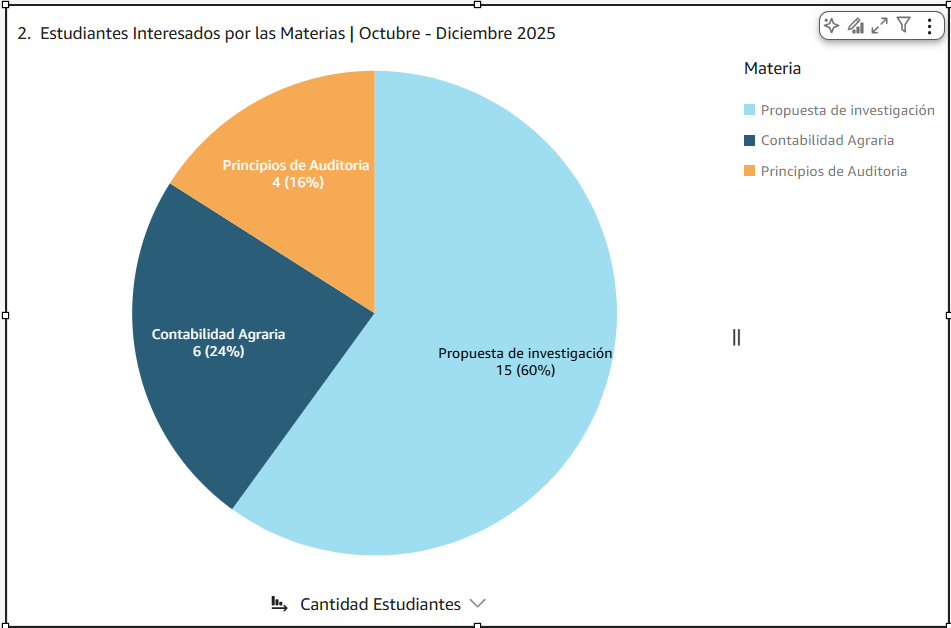 2. Estudiantes Interesados por las Materias | Octubre - Diciembre 2025
Materia
Propuesta de investigación
Contabilidad Agraria
Principios de Auditoria
Principios de Auditoria
4 (16%)
Contabilidad Agraria
6 (24%)
Propuesta de investigación
15 (60%)
Cantidad Estudiantes